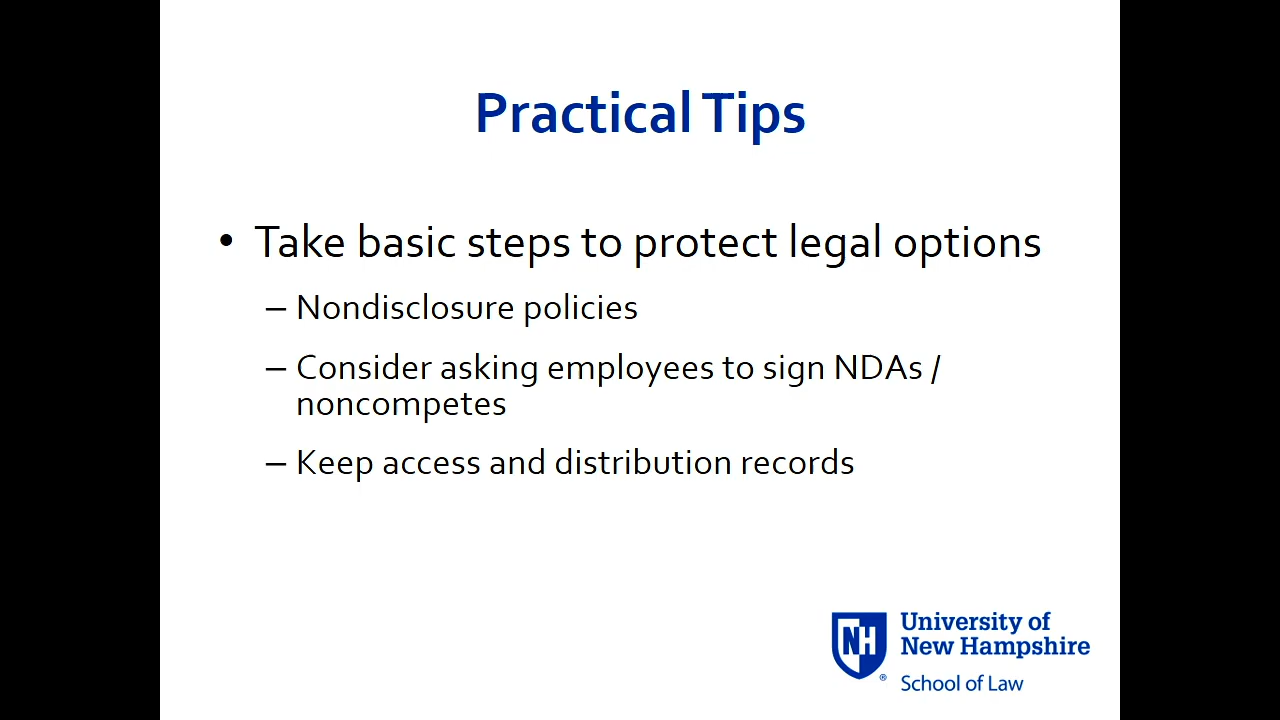 Practical Tips
• Take basic steps to protect legal options
– Nondisclosure policies
– Consider asking employees to sign NDAs /
noncompetes
– Keep access and distribution records
NH
®
University of
New Hampshire
School of Law